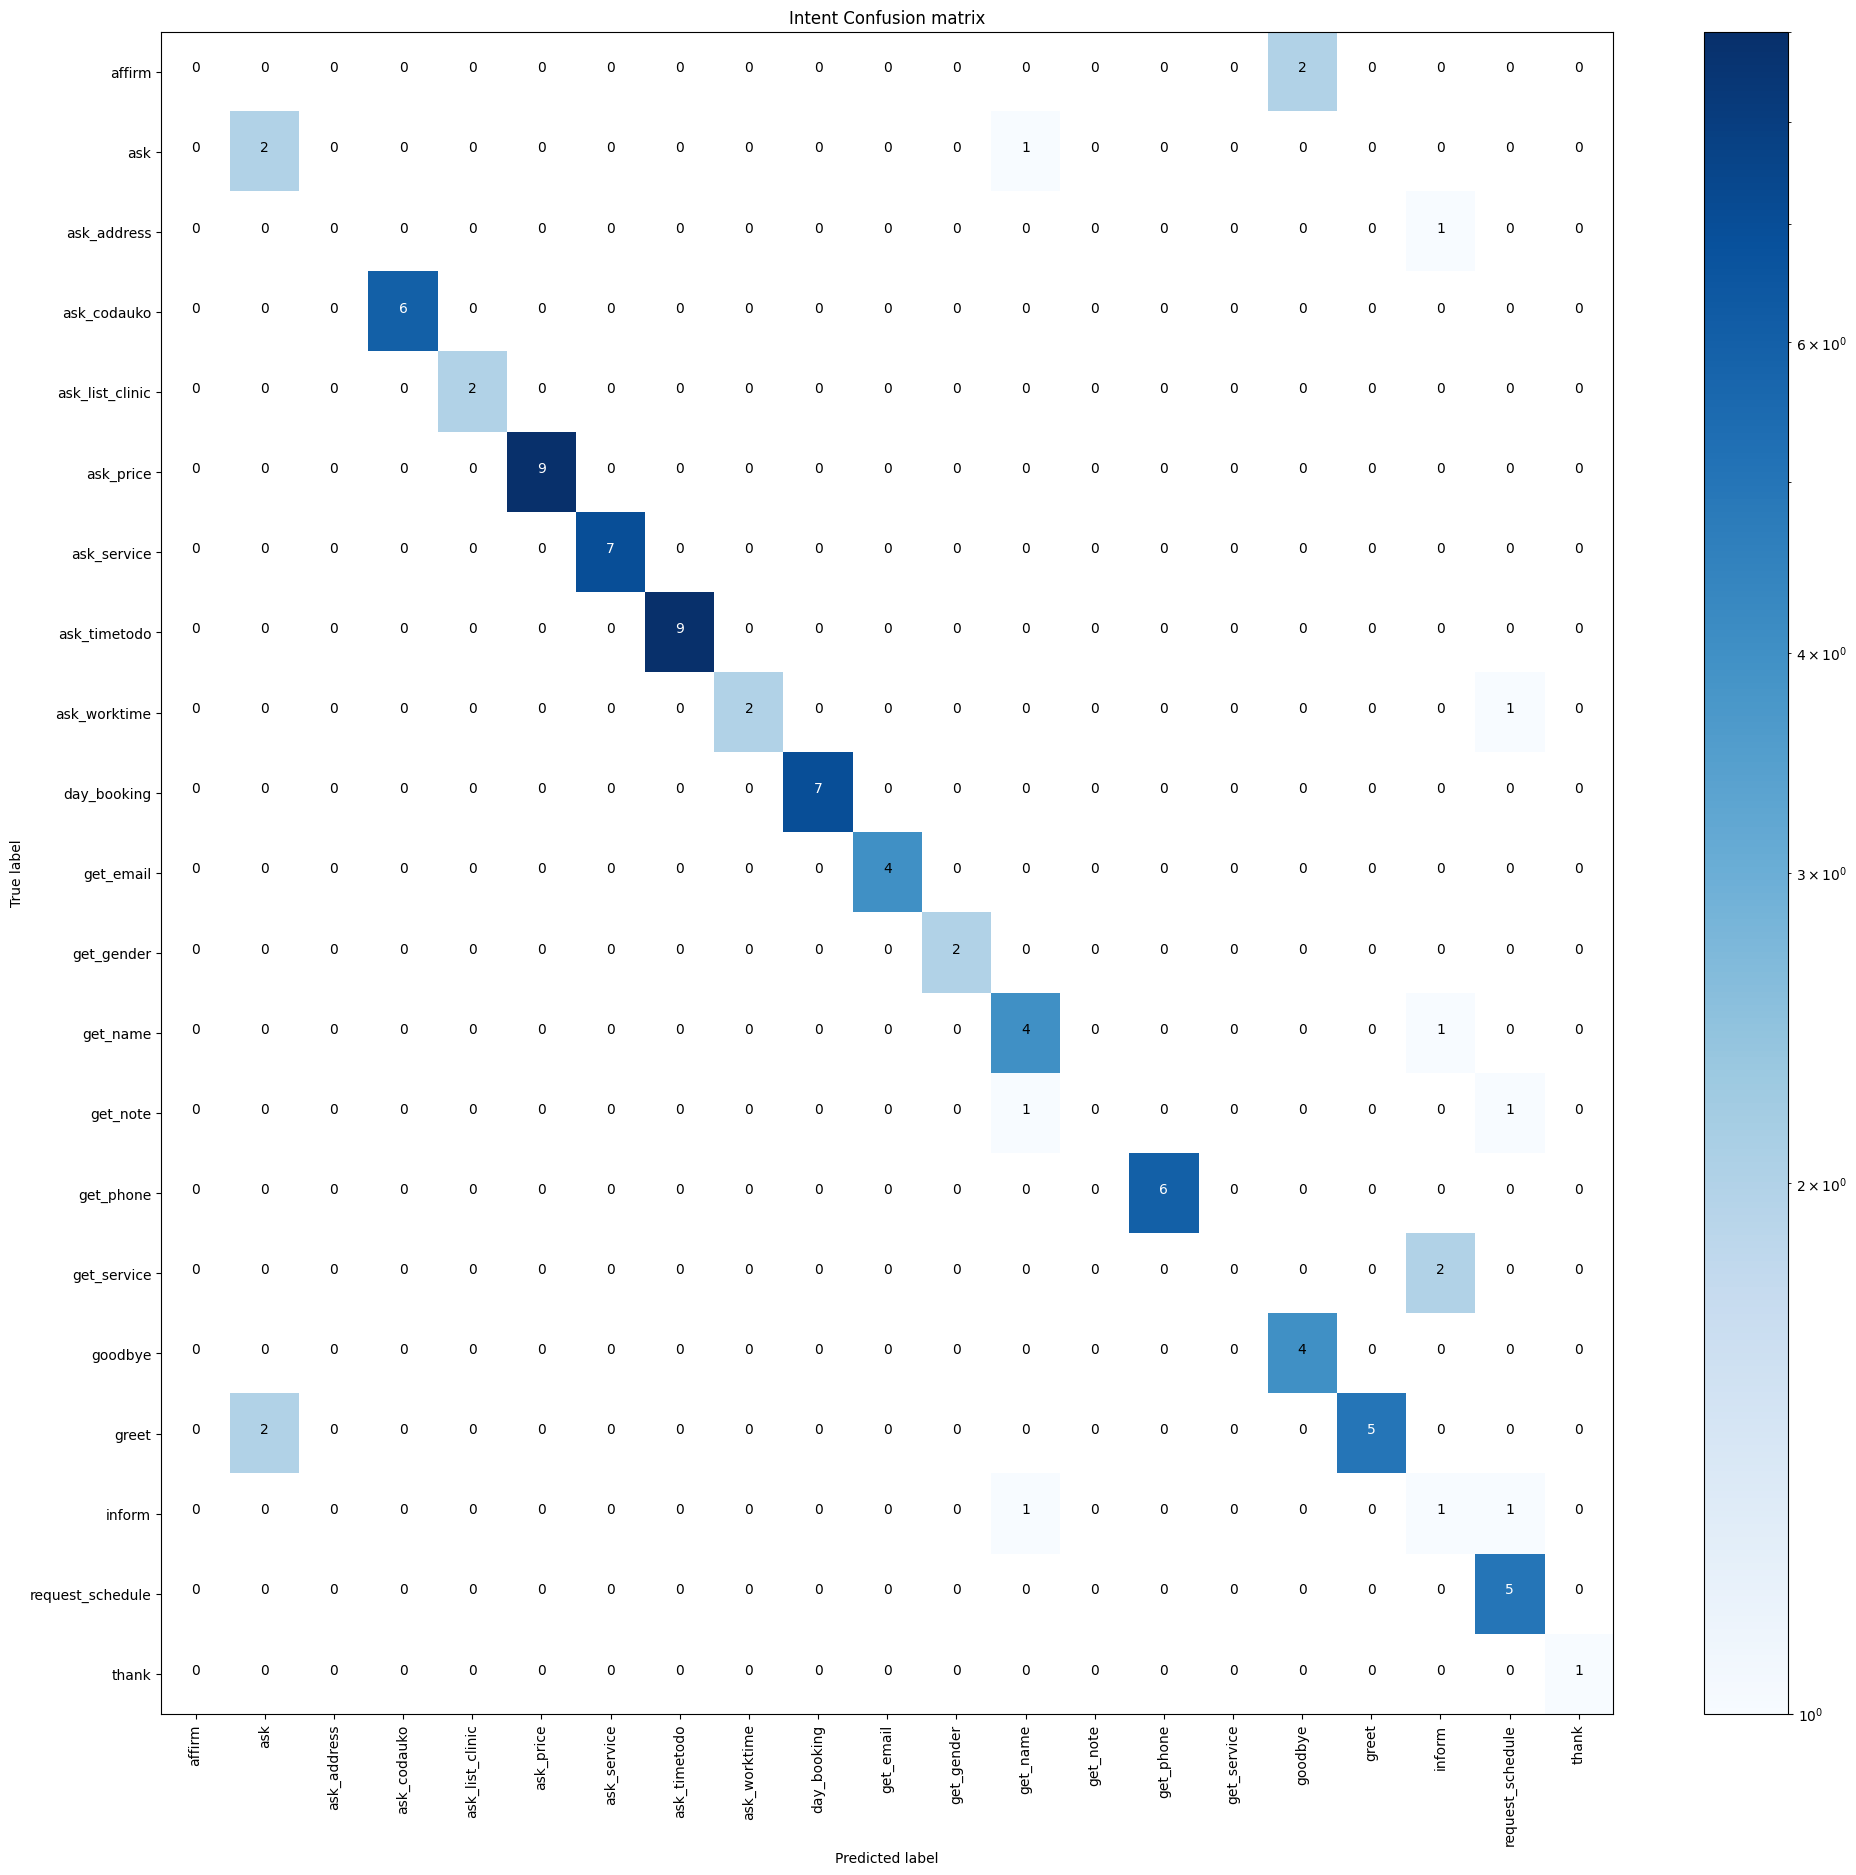 Intent Confusion matrix
affirm 0 0 0 0 0 0 0 0 0 0 0 0 0 0 0 0 2 0 0 0 0
ask 0 2 0 0 0 0 0 0 0 0 0 0 1 0 0 0 0 0 0 0 0
ask_address 0 0 0 0 0 0 0 0 0 0 0 0 0 0 0 0 0 0 1 0 0
ask_codauko 0 0 0 6 0 0 0 0 0 0 0 0 0 0 0 0 0 0 0 0 0
6 × 10⁰
ask_list_clinic 0 0 0 0 2 0 0 0 0 0 0 0 0 0 0 0 0 0 0 0 0
ask_price 0 0 0 0 0 9 0 0 0 0 0 0 0 0 0 0 0 0 0 0 0
ask_service 0 0 0 0 0 0 7 0 0 0 0 0 0 0 0 0 0 0 0 0 0
ask_timetodo 0 0 0 0 0 0 0 9 0 0 0 0 0 0 0 0 0 0 0 0 0
4 × 10⁰
ask_worktime 0 0 0 0 0 0 0 0 2 0 0 0 0 0 0 0 0 0 0 1 0
day_booking 0 0 0 0 0 0 0 0 0 7 0 0 0 0 0 0 0 0 0 0 0
True label
get_email 0 0 0 0 0 0 0 0 0 0 4 0 0 0 0 0 0 0 0 0 0
3 × 10⁰
get_gender 0 0 0 0 0 0 0 0 0 0 0 2 0 0 0 0 0 0 0 0 0
get_name 0 0 0 0 0 0 0 0 0 0 0 0 4 0 0 0 0 0 1 0 0
get_note 0 0 0 0 0 0 0 0 0 0 0 0 1 0 0 0 0 0 0 1 0
get_phone 0 0 0 0 0 0 0 0 0 0 0 0 0 0 6 0 0 0 0 0 0
2 × 10⁰
get_service 0 0 0 0 0 0 0 0 0 0 0 0 0 0 0 0 0 0 2 0 0
goodbye 0 0 0 0 0 0 0 0 0 0 0 0 0 0 0 0 4 0 0 0 0
greet 0 2 0 0 0 0 0 0 0 0 0 0 0 0 0 0 0 5 0 0 0
inform 0 0 0 0 0 0 0 0 0 0 0 0 1 0 0 0 0 0 1 1 0
request_schedule 0 0 0 0 0 0 0 0 0 0 0 0 0 0 0 0 0 0 0 5 0
thank 0 0 0 0 0 0 0 0 0 0 0 0 0 0 0 0 0 0 0 0 1
10⁰
affirm
ask
ask_address
ask_codauko
ask_list_clinic
ask_price
ask_service
ask_timetodo
ask_worktime
day_booking
get_email
get_gender
get_name
get_note
get_phone
get_service
goodbye
greet
inform
request_schedule
thank
Predicted label